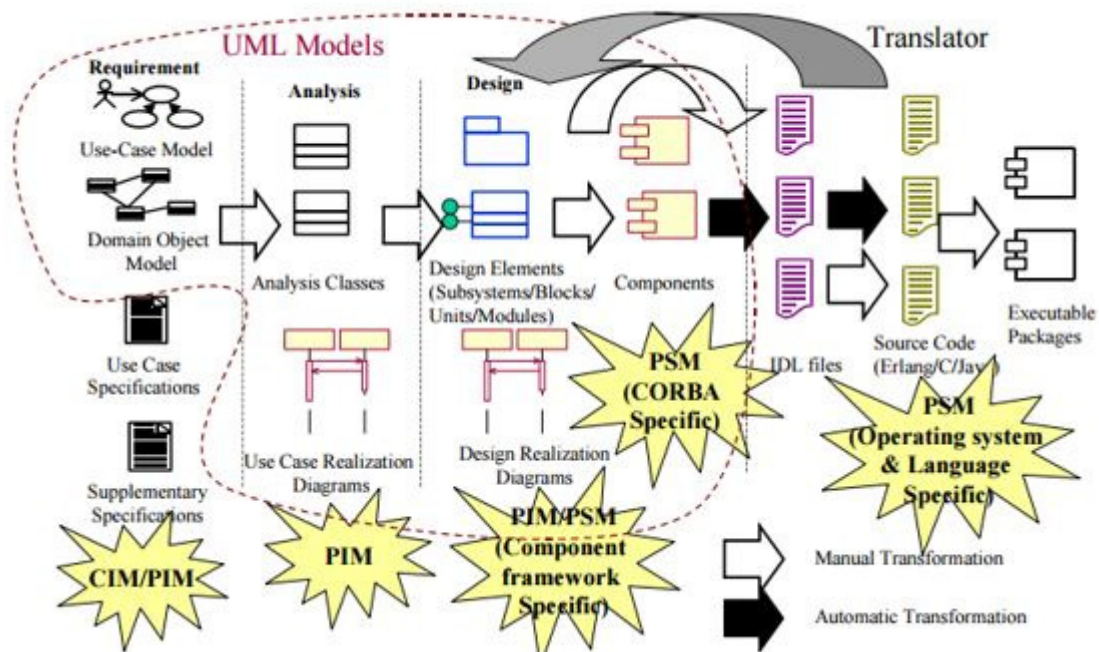 UML Models
Translator
Requirement
Analysis
Design
Use-Case Model
Domain Object
Model
Analysis Classes
Design Elements
(Subsystems/Blocks/
Units/Modules)
Components
Executable
Packages
Use Case
Specifications
IDL files
Source Code
(Erlang/C/Java)
PSM
(CORBA
Specific)
PSM
(Operating system
& Language
Specific)
Use Case Realization
Diagrams
Design Realization
Diagrams
Supplementary
Specifications
CIM/PIM
PIM
PIM/PSM
(Component
framework
Specific)
Manual Transformation
Automatic Transformation